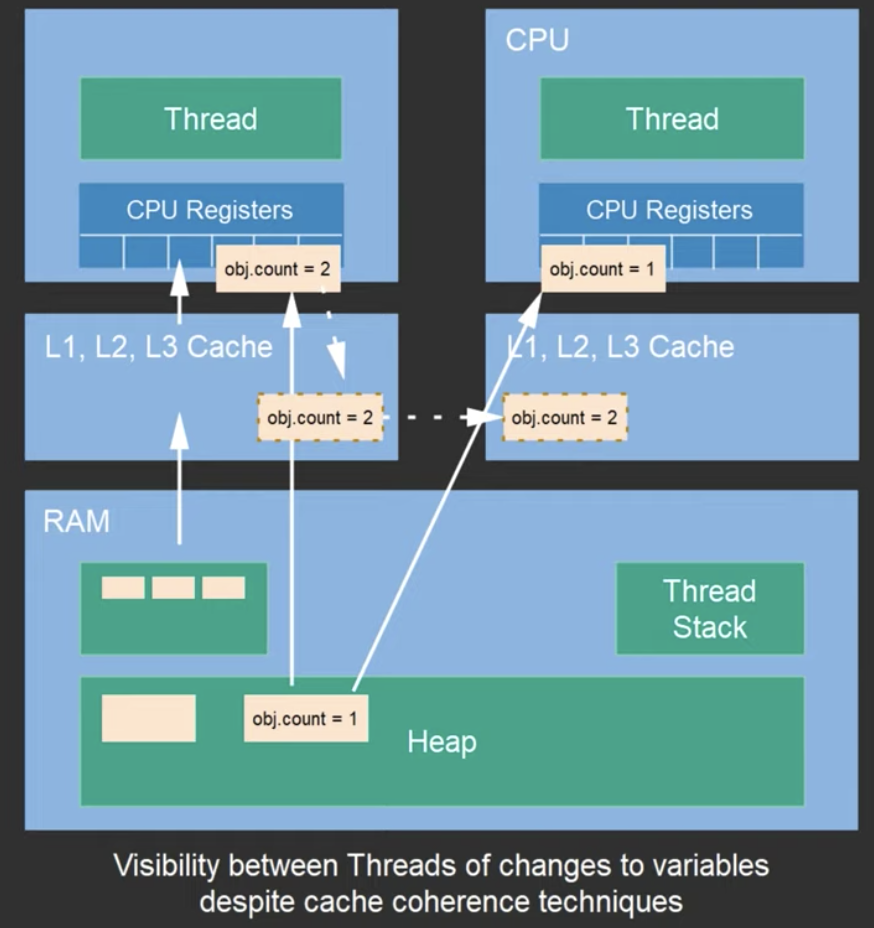 CPU
Thread
Thread
CPU Registers
CPU Registers
obj.count = 2
obj.count = 1
L1, L2, L3 Cache
L1, L2, L3 Cache
obj.count = 2
obj.count = 2
RAM
Thread
Stack
obj.count = 1
Heap
Visibility between Threads of changes to variables
despite cache coherence techniques